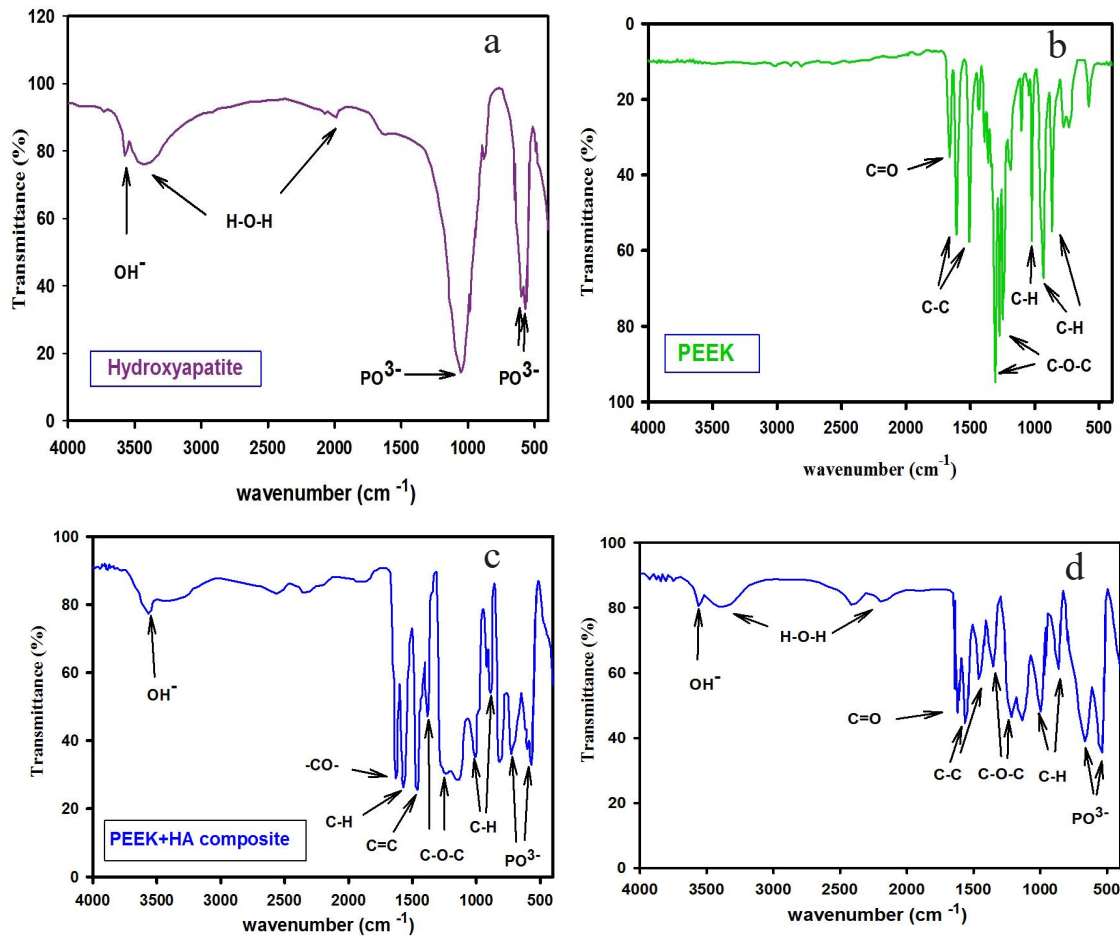 a
120
100
80
60
40
20
0
Transmittance (%)
OH-
H-O-H
PO3-
PO3-
Hydroxyapatite
4000 3500 3000 2500 2000 1500 1000 500
wavenumber (cm -1)
b
0
20
40
60
80
100
Transmittance (%)
C=O
C-C
C-H
C-H
C-O-C
PEEK
4000 3500 3000 2500 2000 1500 1000 500
wavenumber (cm-1)
c
100
80
60
40
20
0
Transmittance (%)
OH-
-CO-
C-H
C=C
C-O-C
C-H
PO3-
PEEK+HA composite
4000 3500 3000 2500 2000 1500 1000 500
wavenumber (cm -1)
d
100
80
60
40
20
0
Transmittance (%)
OH-
H-O-H
C=O
C-C
C-O-C
C-H
PO3-
4000 3500 3000 2500 2000 1500 1000 500
wavenumber (cm -1)